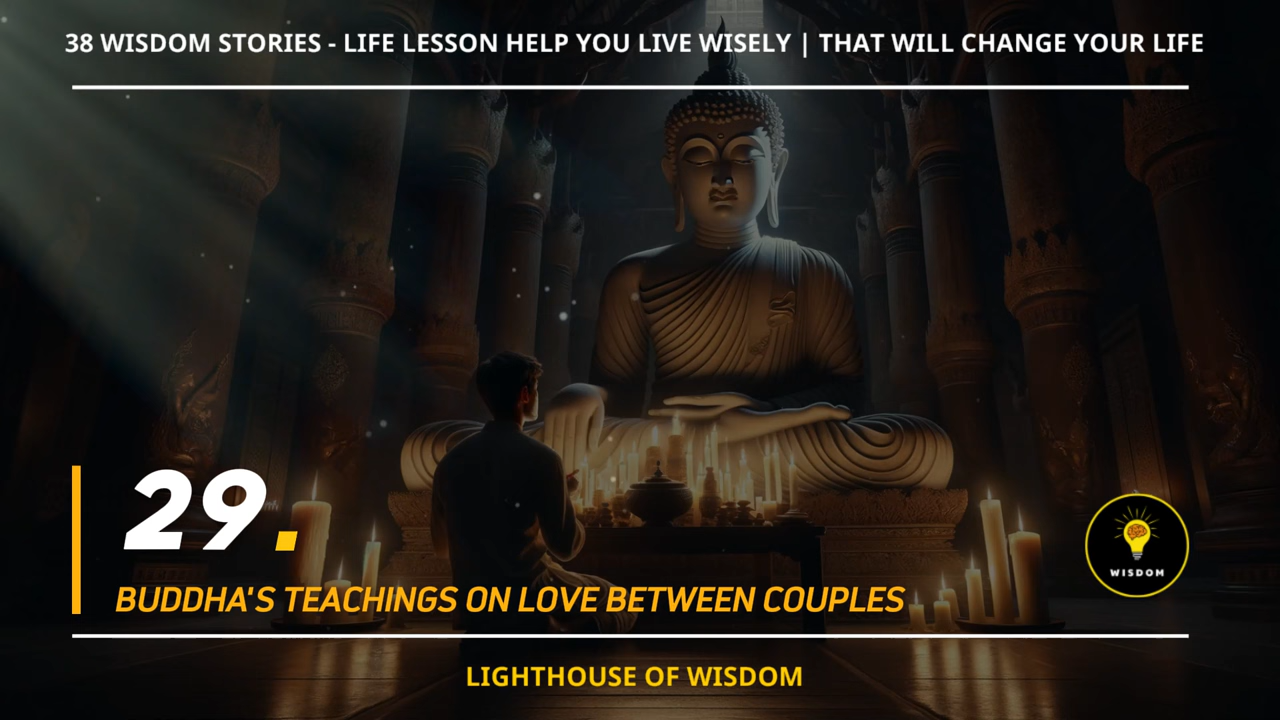 38 WISDOM STORIES - LIFE LESSON HELP YOU LIVE WISELY | THAT WILL CHANGE YOUR LIFE
29.
BUDDHA'S TEACHINGS ON LOVE BETWEEN COUPLES
WISDOM
LIGHTHOUSE OF WISDOM